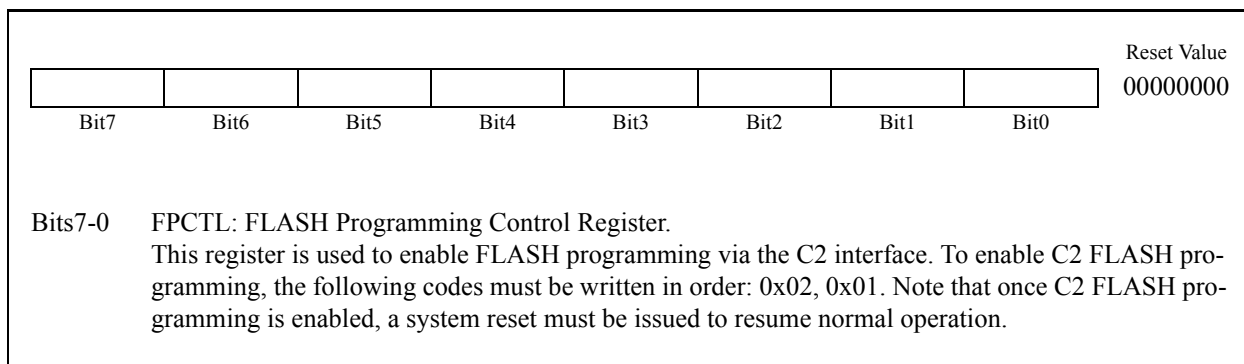 Reset Value
00000000
Bit7 Bit6 Bit5 Bit4 Bit3 Bit2 Bit1 Bit0
Bits7-0 FPCTL: FLASH Programming Control Register.
This register is used to enable FLASH programming via the C2 interface. To enable C2 FLASH pro-
gramming, the following codes must be written in order: 0x02, 0x01. Note that once C2 FLASH pro-
gramming is enabled, a system reset must be issued to resume normal operation.